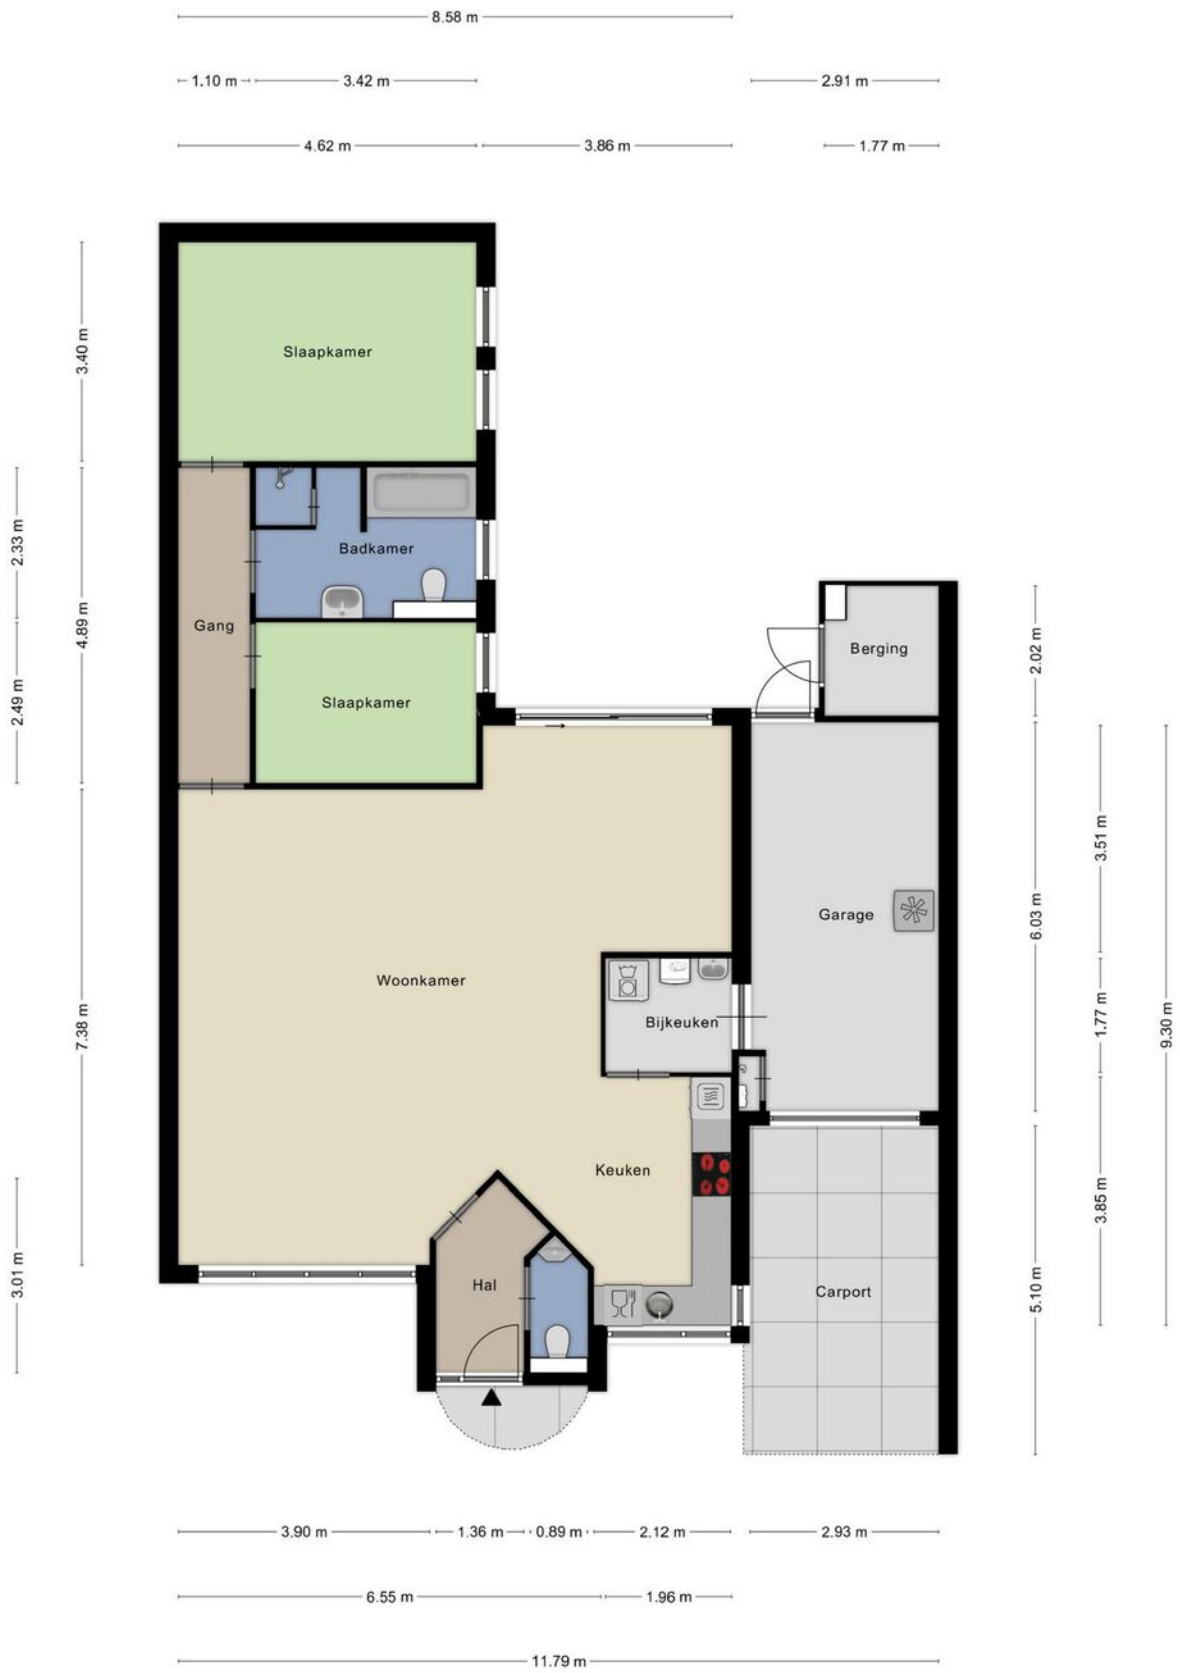 8.58 m
1.10 m
3.42 m
2.91 m
4.62 m
3.86 m
1.77 m
3.40 m
Slaapkamer
2.33 m
Badkamer
4.89 m
Gang
Berging
2.02 m
2.49 m
Slaapkamer
3.51 m
Garage
6.03 m
Woonkamer
7.38 m
Bijkeuken
1.77 m
9.30 m
Keuken
3.85 m
3.01 m
Hal
Carport
5.10 m
3.90 m
1.36 m
0.89 m
2.12 m
2.93 m
6.55 m
1.96 m
11.79 m